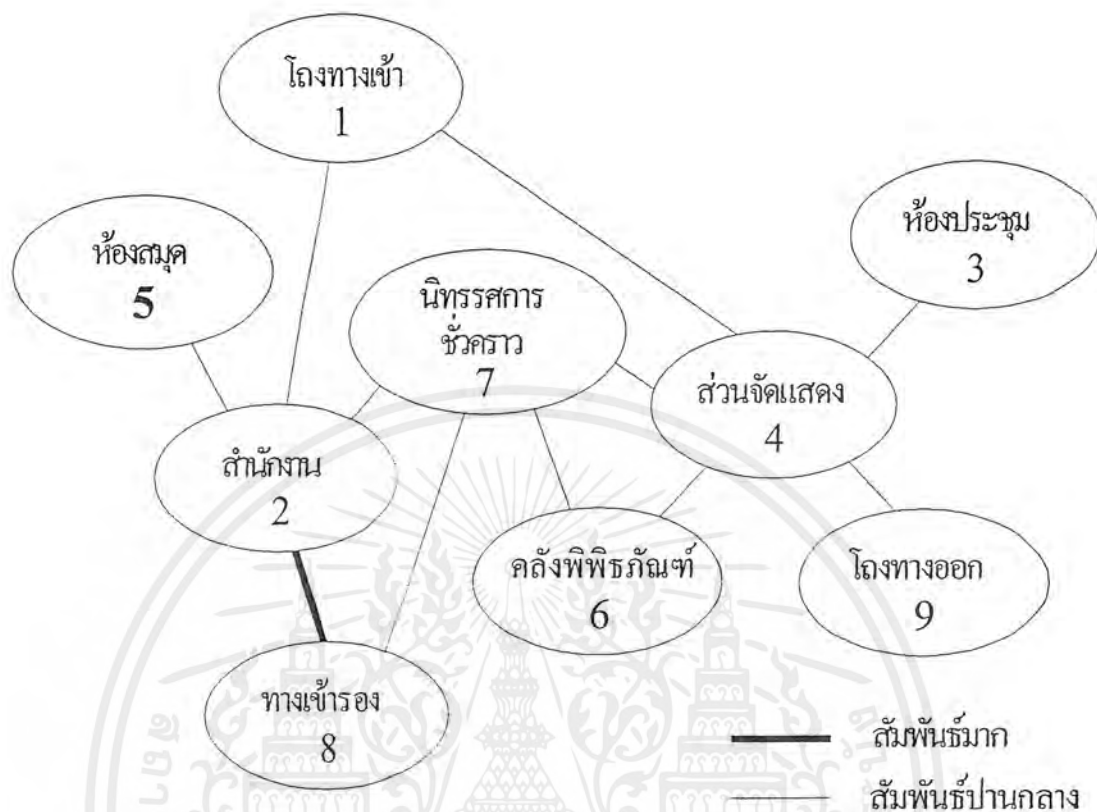 โถงทางเข้า
1
ห้องประชุม
3
ห้องสมุด
5
นิทรรศการ
ชั่วคราว
7
ส่วนจัดแสดง
4
สำนักงาน
2
คลังพิพิธภัณฑ์
6
โถงทางออก
9
ทางเข้ารอง
8
สัมพันธ์มาก
สัมพันธ์ปานกลาง